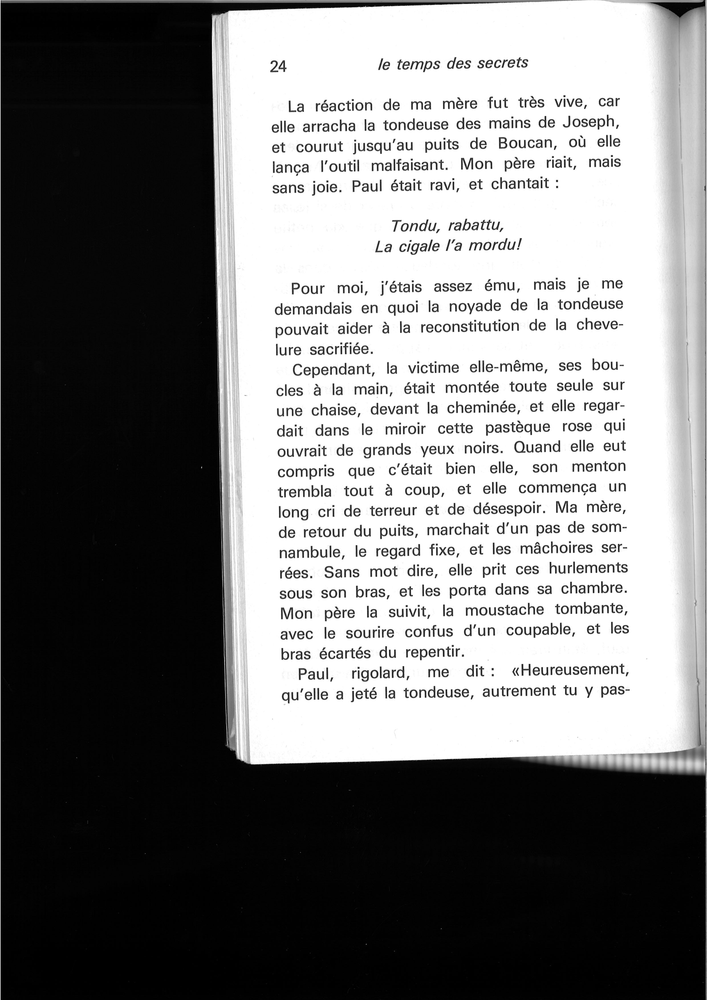 24 le temps des secrets
La réaction de ma mère fut très vive, car
elle arracha la tondeuse des mains de Joseph,
et courut jusqu'au puits de Boucan, où elle
lança l'outil malfaisant. Mon père riait, mais
sans joie. Paul était ravi, et chantait :
Tondu, rabattu,
La cigale l'a mordu!
Pour moi, j'étais assez ému, mais je me
demandais en quoi la noyade de la tondeuse
pouvait aider à la reconstitution de la cheve-
lure sacrifiée.
Cependant, la victime elle-même, ses bou-
cles à la main, était montée toute seule sur
une chaise, devant la cheminée, et elle regar-
dait dans le miroir cette pastèque rose qui
ouvrait de grands yeux noirs. Quand elle eut
compris que c'était bien elle, son menton
trembla tout à coup, et elle commença un
long cri de terreur et de désespoir. Ma mère,
de retour du puits, marchait d'un pas de som-
nambule, le regard fixe, et les mâchoires ser-
rées. Sans mot dire, elle prit ces hurlements
sous son bras, et les porta dans sa chambre.
Mon père la suivit, la moustache tombante,
avec le sourire confus d'un coupable, et les
bras écartés du repentir.
Paul, rigolard, me dit : «Heureusement,
qu'elle a jeté la tondeuse, autrement tu y pas-